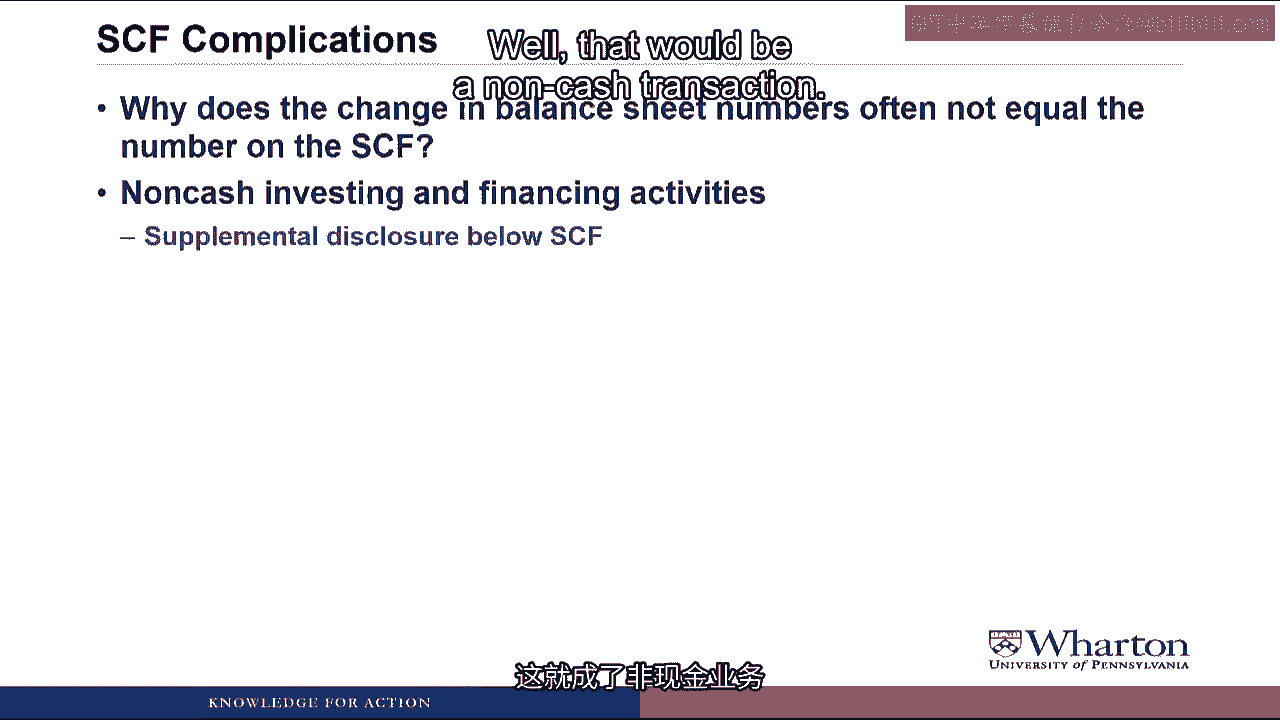 SCF Complications
Well, that would be
a non-cash transaction.
• Why does the change in balance sheet numbers often not equal the
number on the SCF?
• Noncash investing and financing activities
– Supplemental disclosure below SCF
Wharton
UNIVERSITY of PENNSYLVANIA
这就成了非现金业务
KNOWLEDGE FOR ACTION